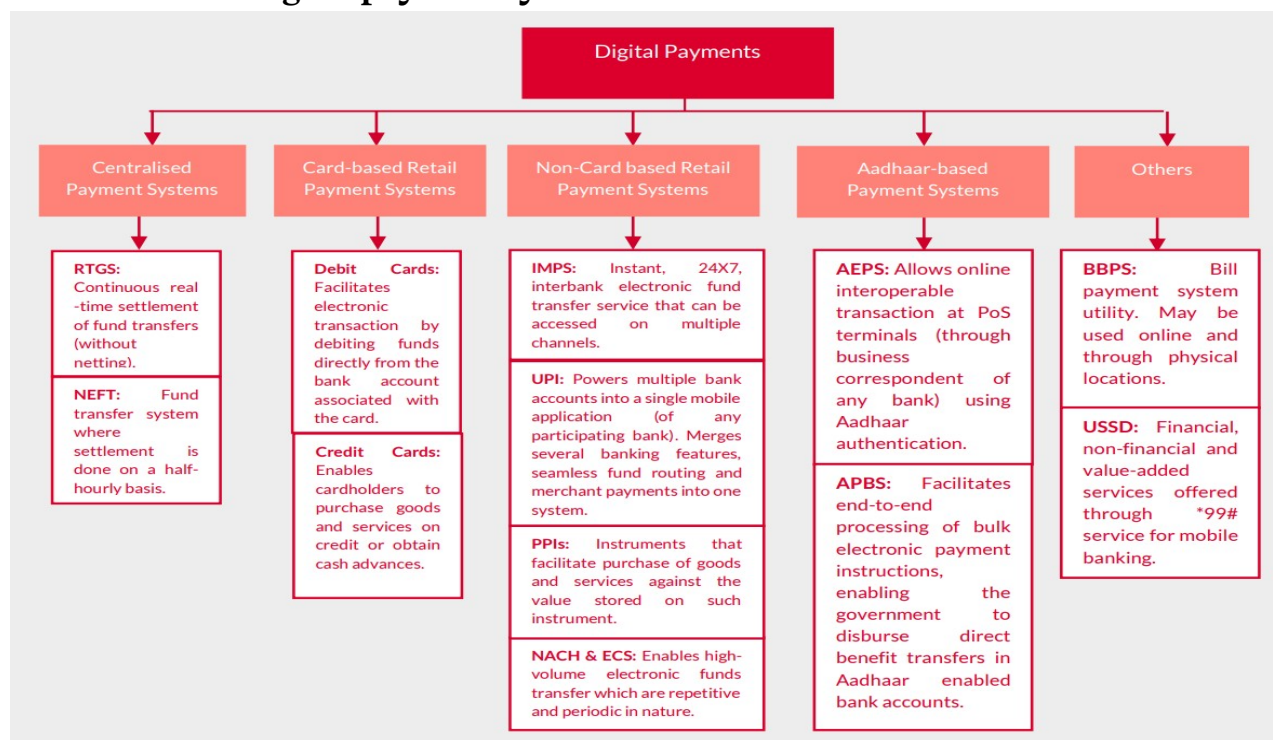 Digital Payments
Centralised
Payment Systems
Card-based Retail
Payment Systems
Non-Card based Retail
Payment Systems
Aadhaar-based
Payment Systems
Others
RTGS:
Continuous real
-time settlement
of fund transfers
(without
netting).
NEFT: Fund
transfer system
where
settlement is
done on a half-
hourly basis.
Debit Cards:
Facilitates
electronic
transaction by
debiting funds
directly from the
bank account
associated with
the card.
Credit Cards:
Enables
cardholders to
purchase goods
and services on
credit or obtain
cash advances.
IMPS: Instant, 24X7,
interbank electronic fund
transfer service that can be
accessed on multiple
channels.
UPI: Powers multiple bank
accounts into a single mobile
application (of any
participating bank). Merges
several banking features,
seamless fund routing and
merchant payments into one
system.
PPIs: Instruments that
facilitate purchase of goods
and services against the
value stored on such
instrument.
NACH & ECS: Enables high-
volume electronic funds
transfer which are repetitive
and periodic in nature.
AEPS: Allows online
interoperable
transaction at PoS
terminals (through
business
correspondent of
any bank) using
Aadhaar
authentication.
APBS: Facilitates
end-to-end
processing of bulk
electronic payment
instructions,
enabling the
government to
disburse direct
benefit transfers in
Aadhaar enabled
bank accounts.
BBPS: Bill
payment system
utility. May be
used online and
through physical
locations.
USSD: Financial,
non-financial and
value-added
services offered
through *99#
service for mobile
banking.